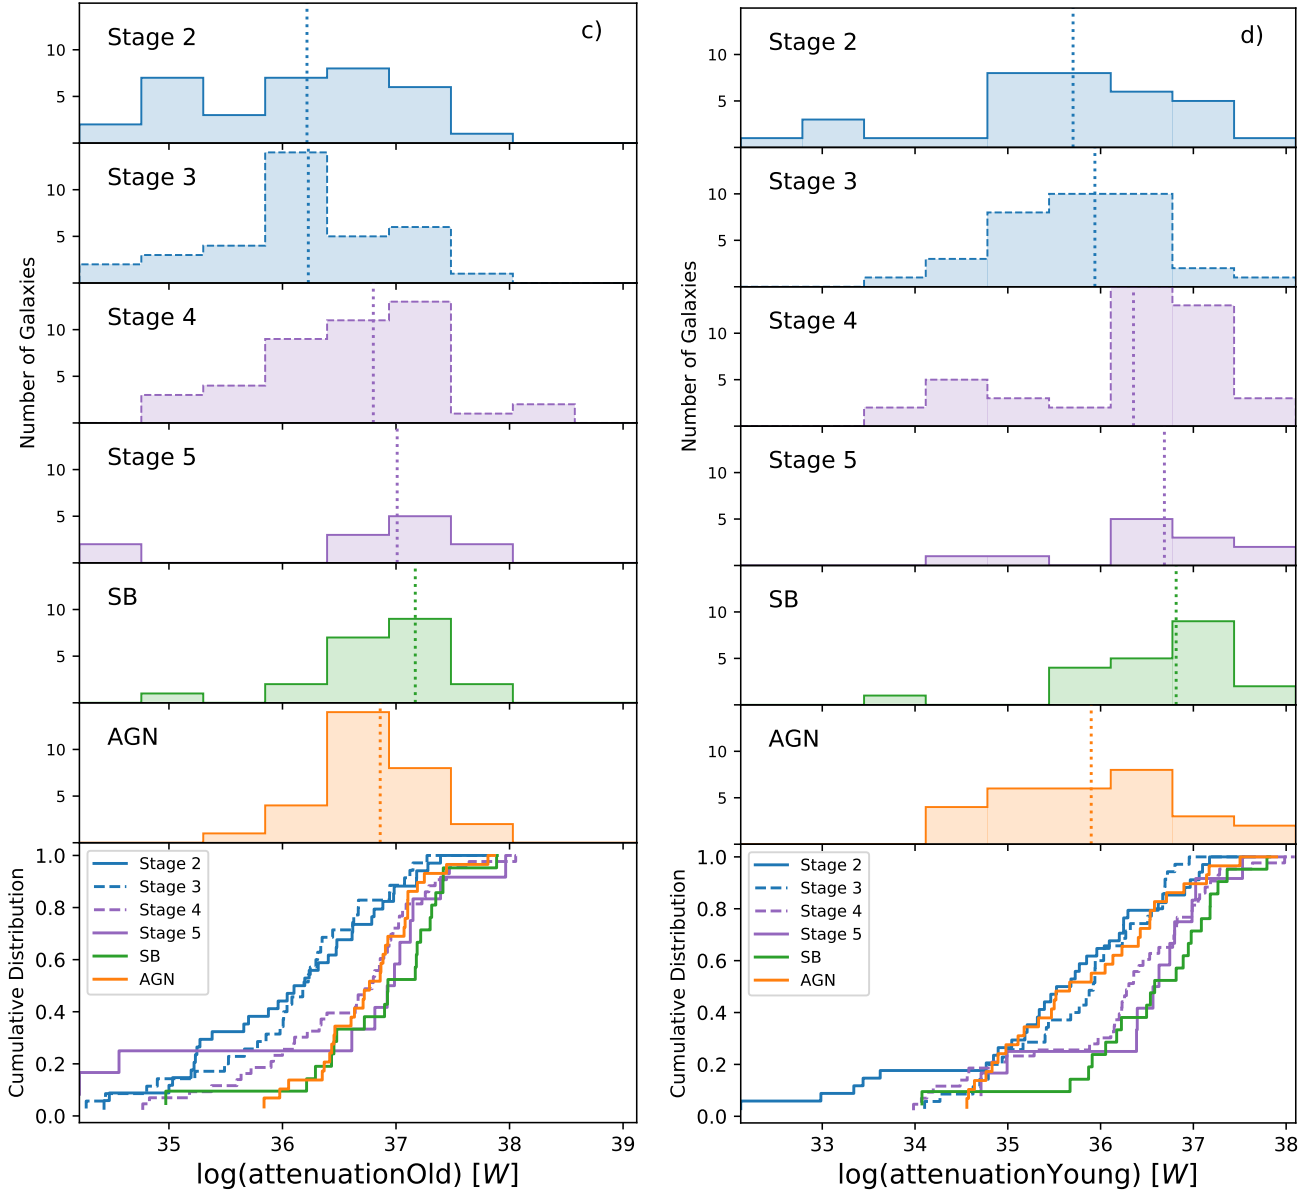 c)
Number of Galaxies
Stage 2
10
5
Stage 3
10
5
Stage 4
10
5
Stage 5
10
5
SB
10
5
AGN
10
5
Cumulative Distribution
1.0
0.8
0.6
0.4
0.2
0.0
Stage 2
Stage 3
Stage 4
Stage 5
SB
AGN
35 36 37 38 39
log(attenuationOld) [W]
d)
Number of Galaxies
Stage 2
10
5
Stage 3
10
5
Stage 4
10
5
Stage 5
10
5
SB
10
5
AGN
10
5
Cumulative Distribution
1.0
0.8
0.6
0.4
0.2
0.0
Stage 2
Stage 3
Stage 4
Stage 5
SB
AGN
33 34 35 36 37 38
log(attenuationYoung) [W]